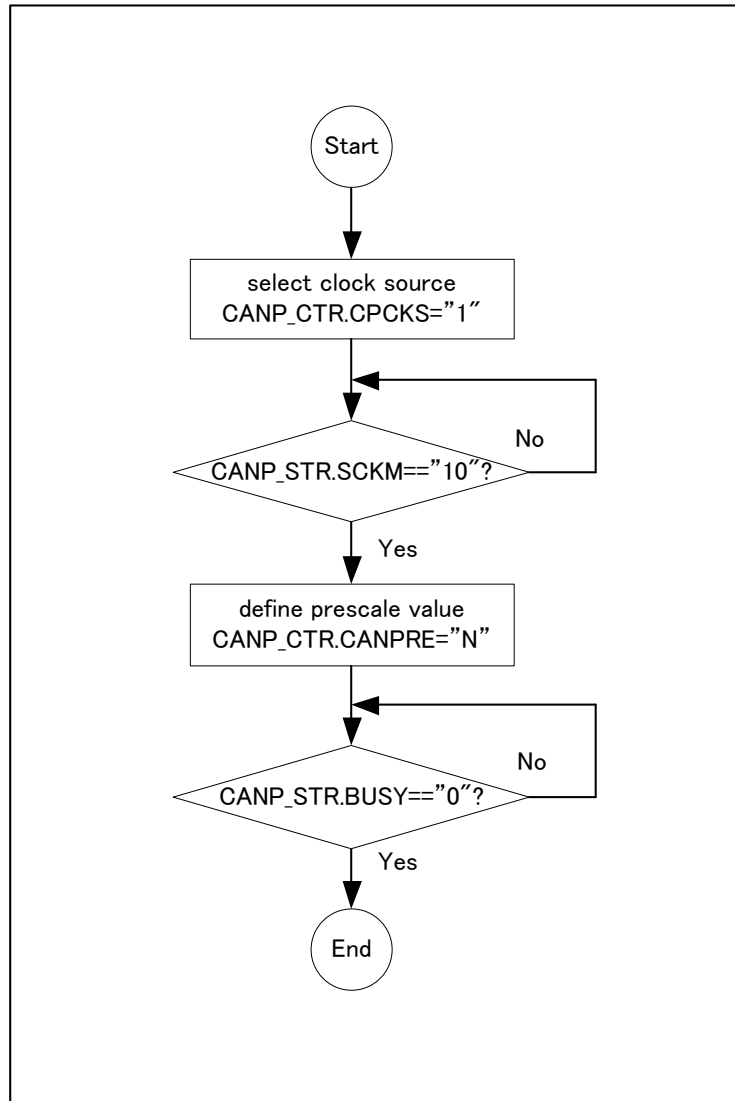 Start
select clock source
CANP_CTR.CPCKS="1"
No
CANP_STR.SCKM=="10"?
Yes
define prescale value
CANP_CTR.CANPRE="N"
No
CANP_STR.BUSY=="0"?
Yes
End